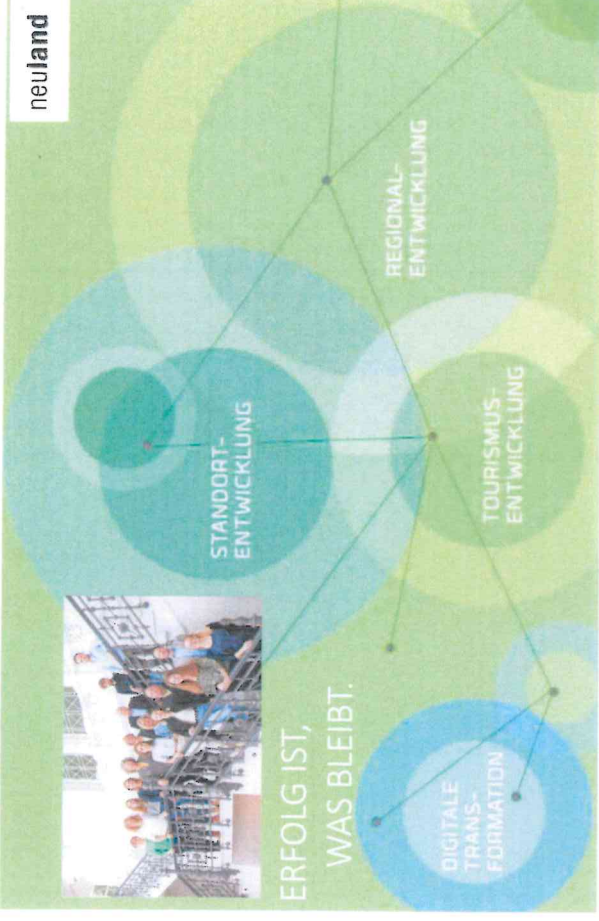 neuland
ERFOLG IST,
WAS BLEIBT.
STANDORT-
ENTWICKLUNG
REGIONAL-
ENTWICKLUNG
TOURISMUS-
ENTWICKLUNG
DIGITALE
TRANS-
FORMATION